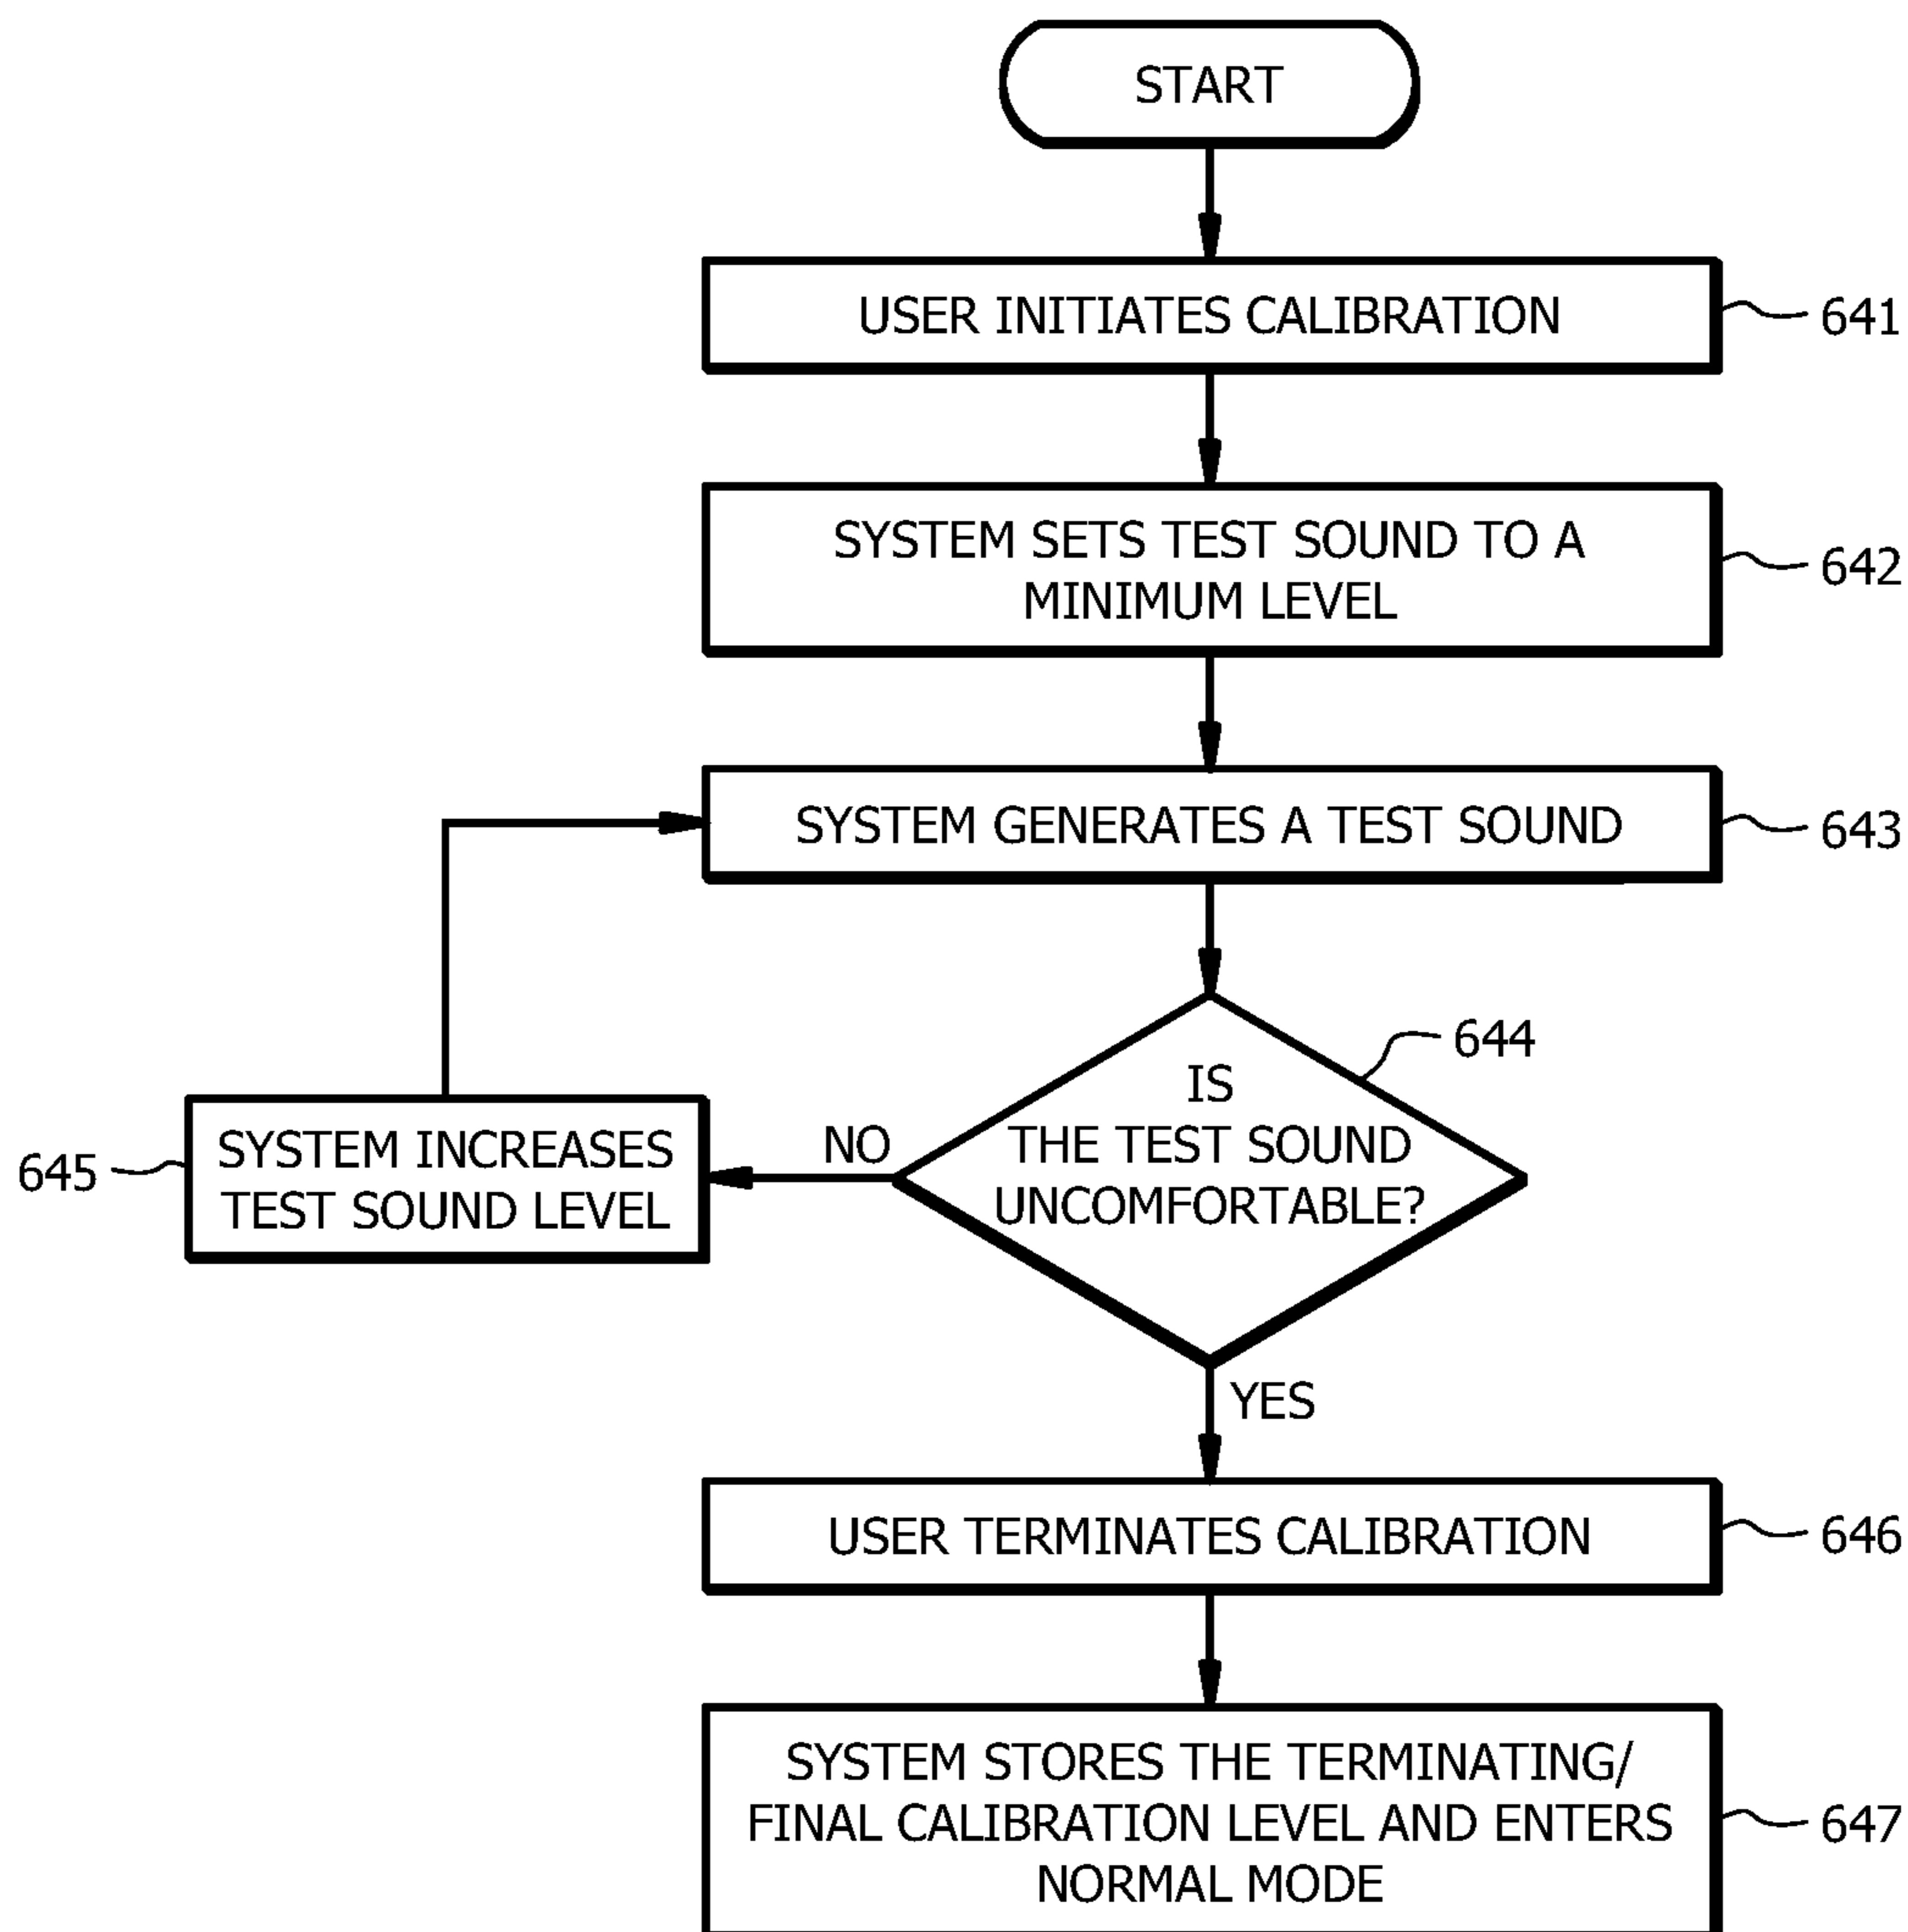 START
USER INITIATES CALIBRATION
641
SYSTEM SETS TEST SOUND TO A
MINIMUM LEVEL
642
SYSTEM GENERATES A TEST SOUND
643
644
IS
THE TEST SOUND
UNCOMFORTABLE?
NO
SYSTEM INCREASES
TEST SOUND LEVEL
645
YES
USER TERMINATES CALIBRATION
646
SYSTEM STORES THE TERMINATING/
FINAL CALIBRATION LEVEL AND ENTERS
NORMAL MODE
647